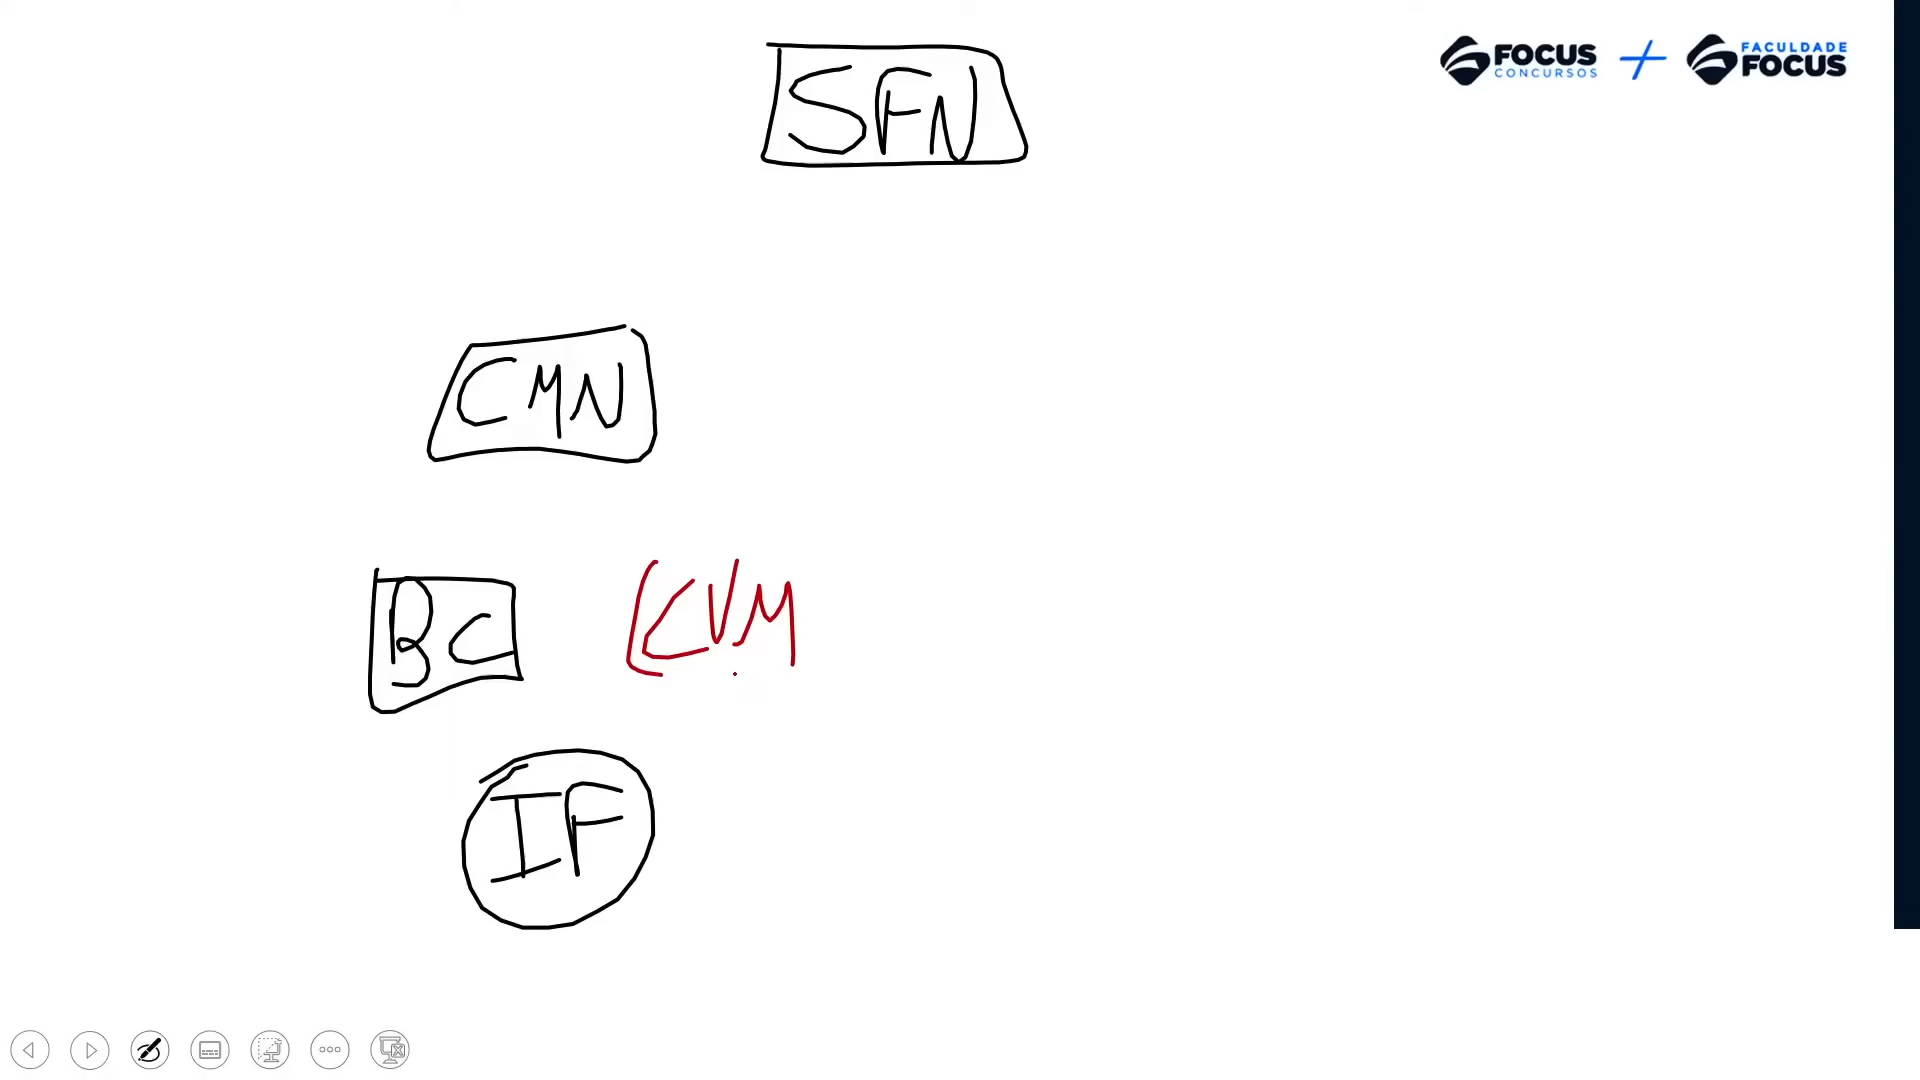 SFN
FOCUS
CONCURSOS
FACULDADE
FOCUS
CMN
BC
CVM
IF